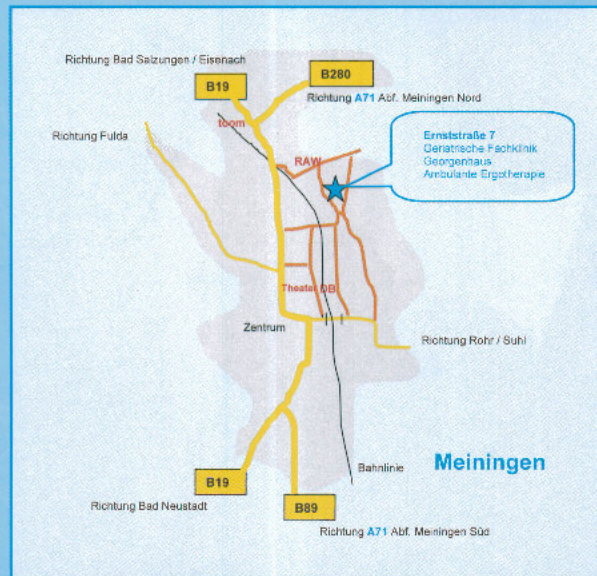 Richtung Bad Salzungen / Eisenach
B19
B280
Richtung A71 Abf. Meiningen Nord
toom
Richtung Fulda
RAW
Ernststraße 7
Geriatrische Fachklinik
Georgenhaus
Ambulante Ergotherapie
Theater DB
Zentrum
Richtung Rohr / Suhl
Meiningen
Bahnlinie
B19
Richtung Bad Neustadt
B89
Richtung A71 Abf. Meiningen Süd